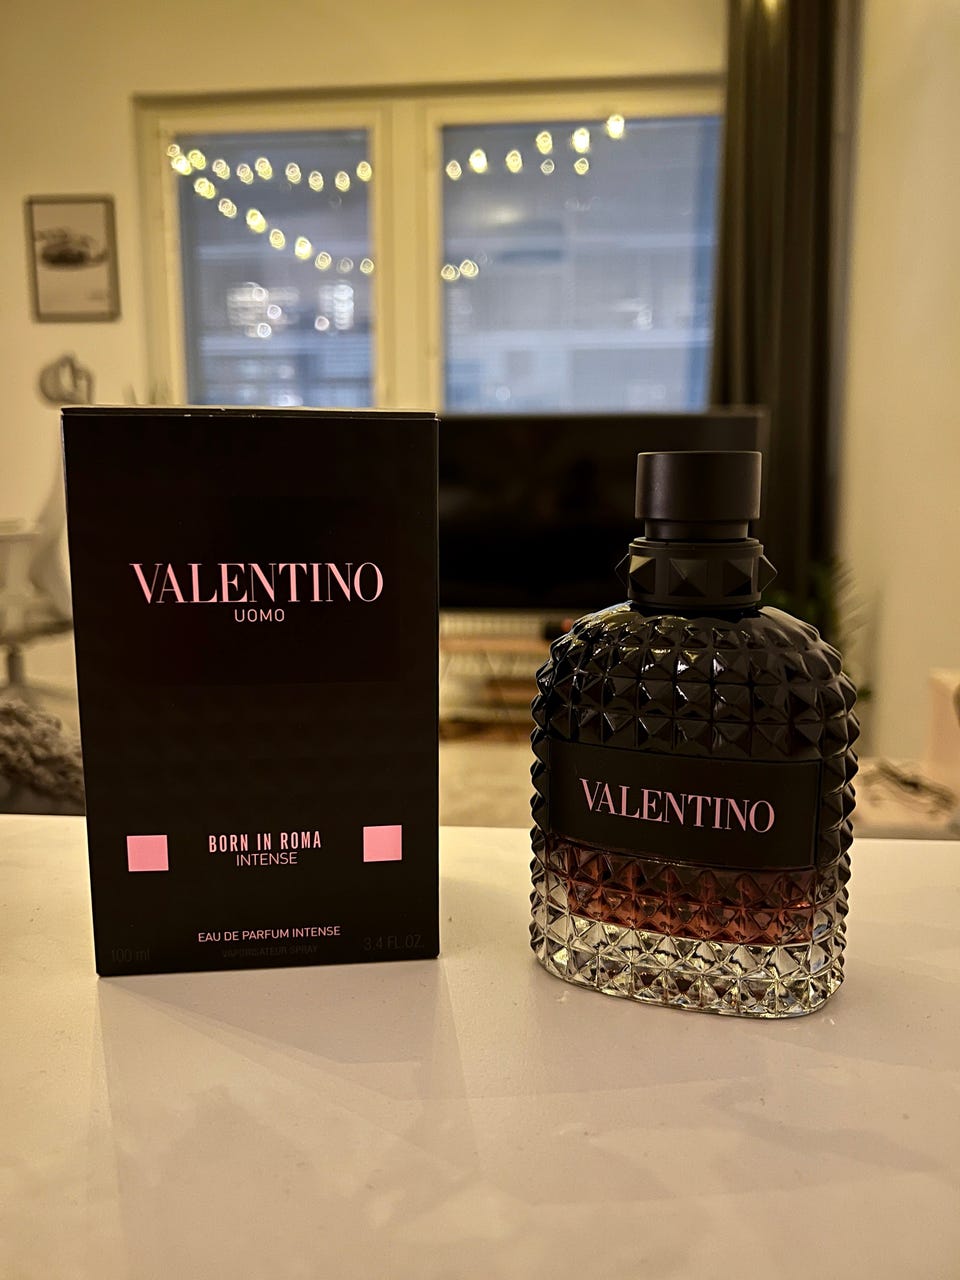 VALENTINO
UOMO
BORN IN ROMA
INTENSE
EAU DE PARFUM INTENSE
VAPORISATEUR SPRAY
100 ml
3.4 FL.OZ.
VALENTINO